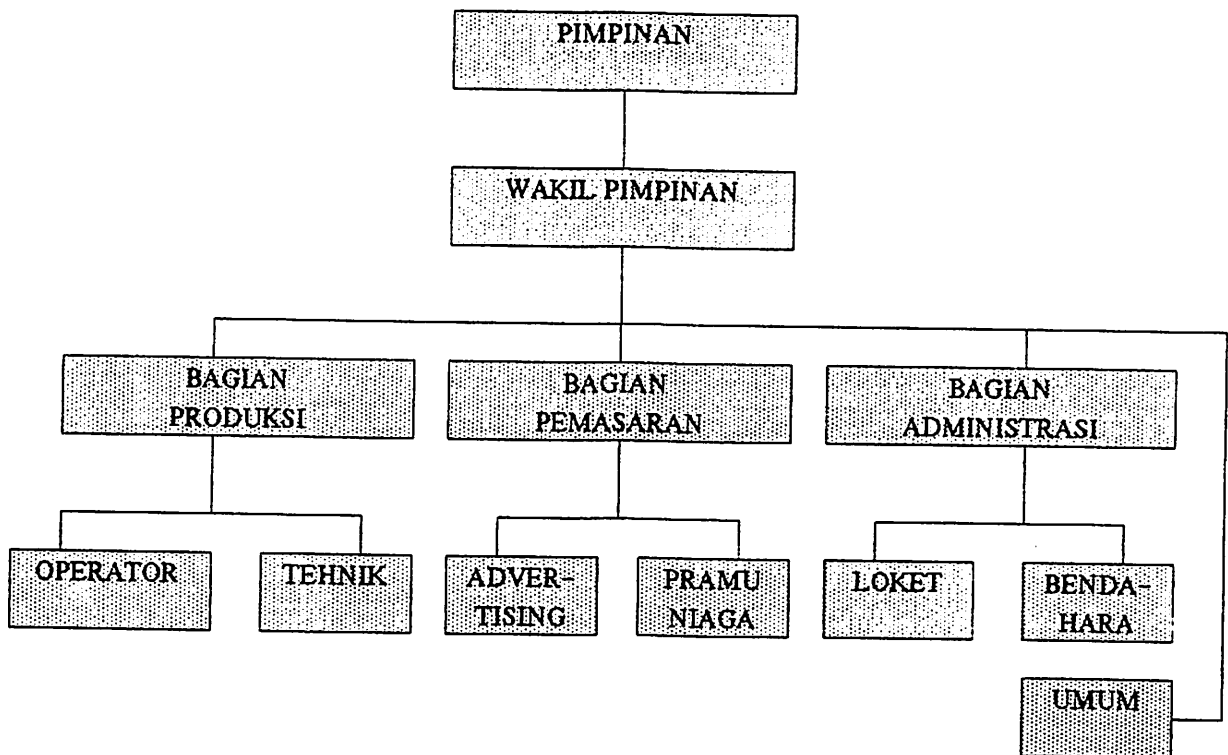 PIMPINAN
WAKIL PIMPINAN
BAGIAN
PRODUKSI
BAGIAN
PEMASARAN
BAGIAN
ADMINISTRASI
OPERATOR
TEHNIK
ADVER-
TISING
PRAMU
NIAGA
LOKET
BENDA-
HARA
UMUM